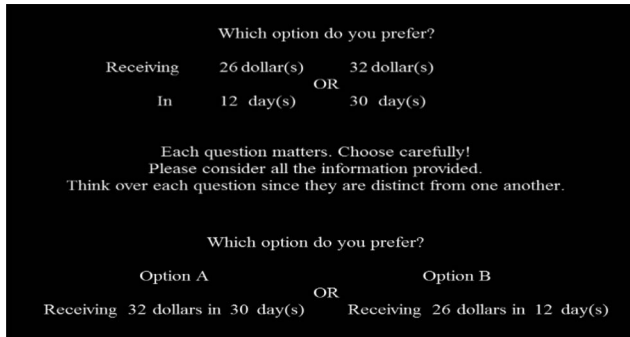 Which option do you prefer?
Receiving 26 dollar(s) 32 dollar(s)
OR
In 12 day(s) 30 day(s)
Each question matters. Choose carefully!
Please consider all the information provided.
Think over each question since they are distinct from one another.
Which option do you prefer?
Option A Option B
OR
Receiving 32 dollars in 30 day(s) Receiving 26 dollars in 12 day(s)